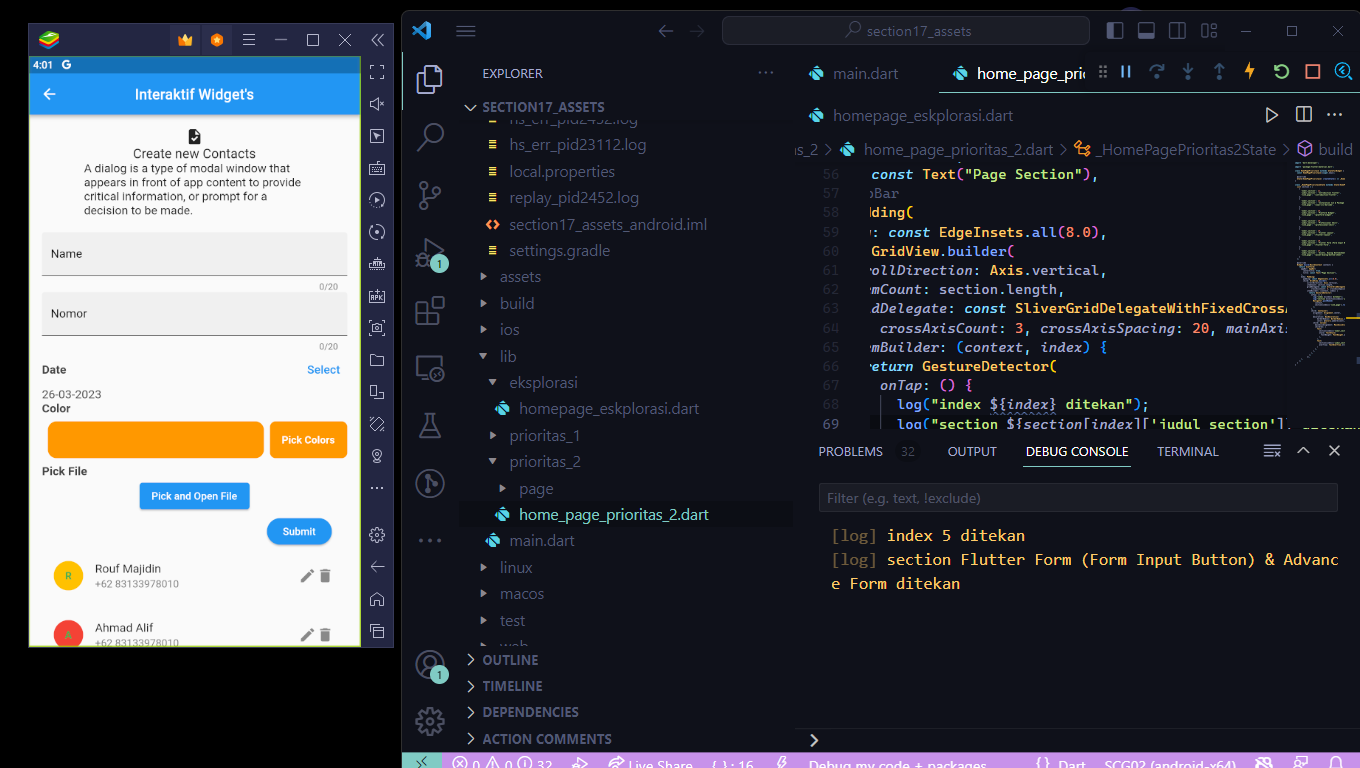 4:01 G
Interaktif Widget's
Create new Contacts
A dialog is a type of modal window that
appears in front of app content to provide
critical information, or prompt for a
decision to be made.
Name
0/20
Nomor
0/20
Date
Select
26-03-2023
Color
Pick Colors
Pick File
Pick and Open File
Submit
R
Rouf Majidin
+62 83133978010
A
Ahmad Alif
+62 83133978010
RPK
section17_assets
EXPLORER
SECTION17_ASSETS
hs_err_pid2452.log
hs_err_pid23112.log
local.properties
replay_pid2452.log
section17_assets_android.iml
settings.gradle
assets
build
ios
lib
eksplorasi
homepage_eskplorasi.dart
prioritas_1
prioritas_2
page
home_page_prioritas_2.dart
main.dart
linux
macos
test
web
OUTLINE
TIMELINE
DEPENDENCIES
ACTION COMMENTS
1
1
main.dart
home_page_prio
homepage_eskplorasi.dart
as_2 > home_page_prioritas_2.dart > _HomePagePrioritas2State > build
56 const Text("Page Section"),
57 pBar
58 dding(
59 : const EdgeInsets.all(8.0),
60 GridView.builder(
61 rollDirection: Axis.vertical,
62 mCount: section.length,
63 dDelegate: const SliverGridDelegateWithFixedCrossA
64 crossAxisCount: 3, crossAxisSpacing: 20, mainAxis
65 mBuilder: (context, index) {
66 return GestureDetector(
67 onTap: () {
68 log("index ${index} ditekan");
69 log("section ${section[index]['judul section']} ditekan
PROBLEMS 32 OUTPUT DEBUG CONSOLE TERMINAL
Filter (e.g. text, !exclude)
[log] index 5 ditekan
[log] section Flutter Form (Form Input Button) & Advanc
e Form ditekan
0 0 32 Live Share { } : 16 Debug my code + packages { } Dart SCG02 (android-x64)